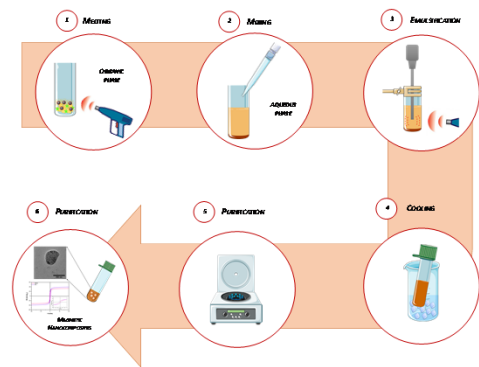 1 MELTING
ORGANIC
PHASE
2 MIXING
AQUEOUS
PHASE
3 EMULSIFICATION
4 COOLING
5 PURIFICATION
6 PURIFICATION
MAGNETIC
NANOCOMPOSITES